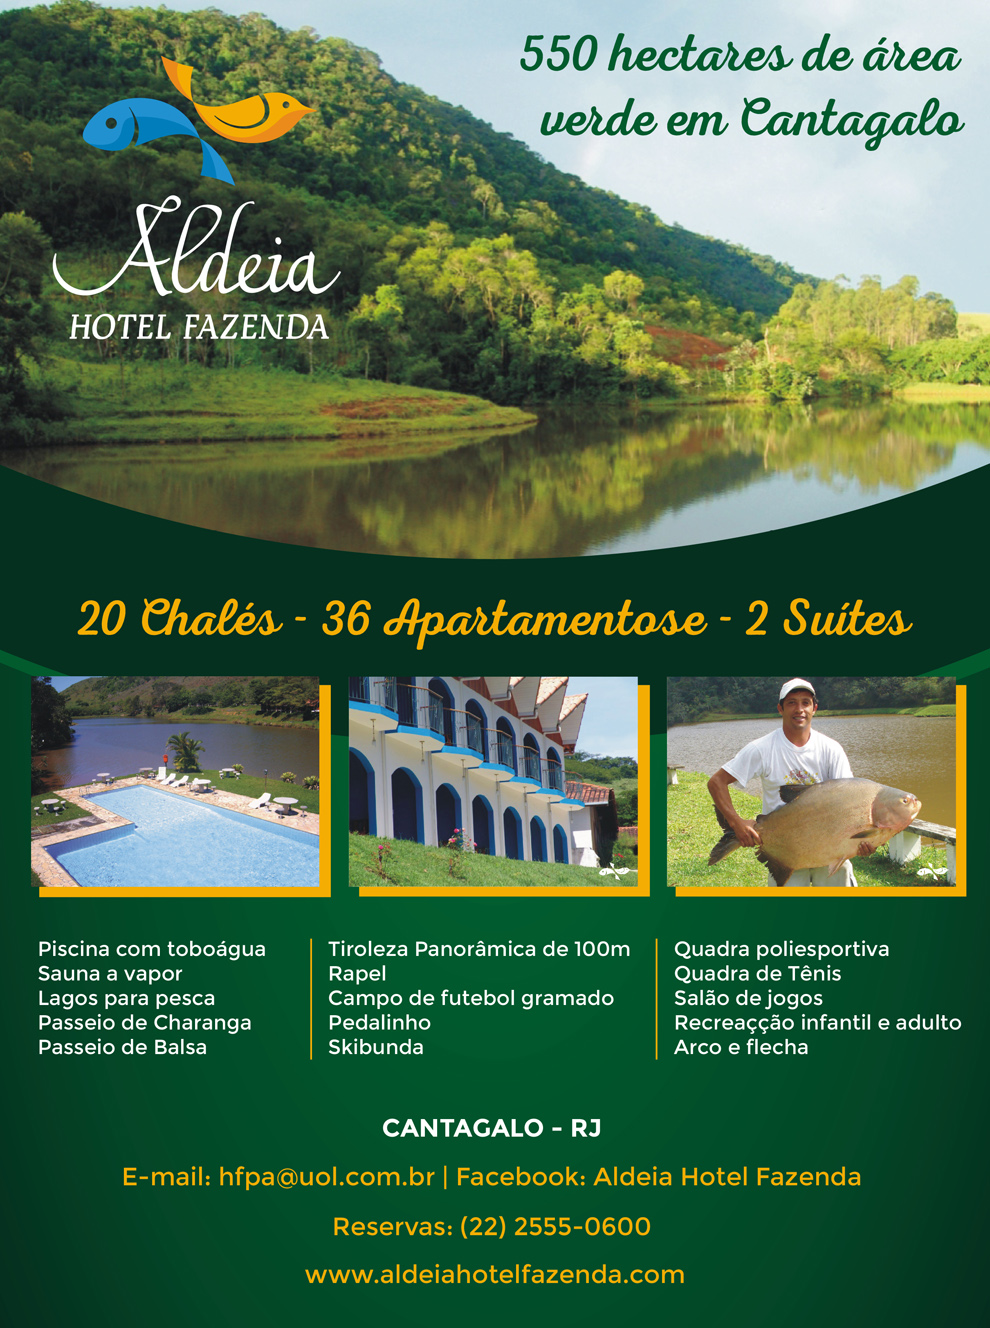 550 hectares de área
verde em Cantagalo
Aldeia
HOTEL FAZENDA
20 Chalés - 36 Apartamentose - 2 Suítes
Piscina com toboágua
Sauna a vapor
Lagos para pesca
Passeio de Charanga
Passeio de Balsa
Tiroleza Panorâmica de 100m
Rapel
Campo de futebol gramado
Pedalinho
Skibunda
Quadra poliesportiva
Quadra de Tênis
Salão de jogos
Recreaçção infantil e adulto
Arco e flecha
CANTAGALO - RJ
E-mail: hfpa@uol.com.br | Facebook: Aldeia Hotel Fazenda
Reservas: (22) 2555-0600
www.aldeiahotelfazenda.com